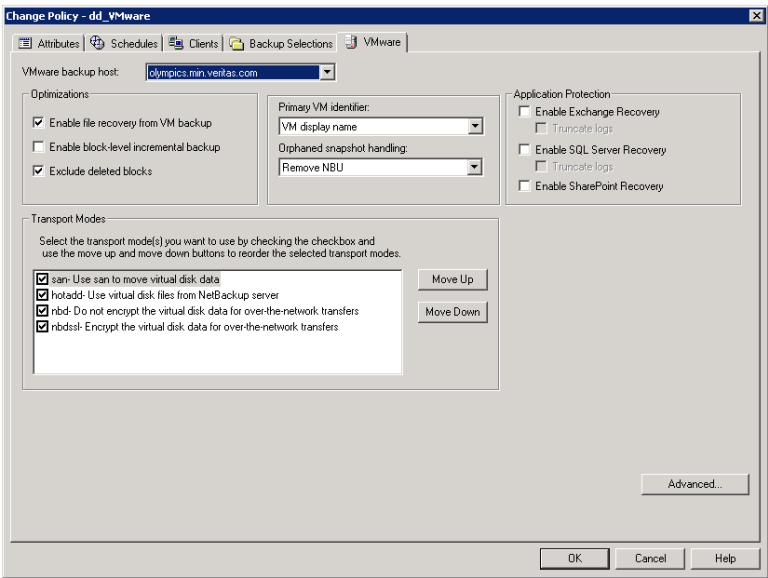 Change Policy - dd_VMware
Attributes Schedules Clients Backup Selections VMware
VMware backup host: olympics.min.veritas.com
Optimizations
Enable file recovery from VM backup
Enable block-level incremental backup
Exclude deleted blocks
Primary VM identifier:
VM display name
Orphaned snapshot handling:
Remove NBU
Application Protection
Enable Exchange Recovery
Truncate logs
Enable SQL Server Recovery
Truncate logs
Enable SharePoint Recovery
Transport Modes
Select the transport mode(s) you want to use by checking the checkbox and
use the move up and move down buttons to reorder the selected transport modes.
san- Use san to move virtual disk data
hotadd- Use virtual disk files from NetBackup server
nbd- Do not encrypt the virtual disk data for over-the-network transfers
nbdssl- Encrypt the virtual disk data for over-the-network transfers
Move Up
Move Down
Advanced...
OK Cancel Help